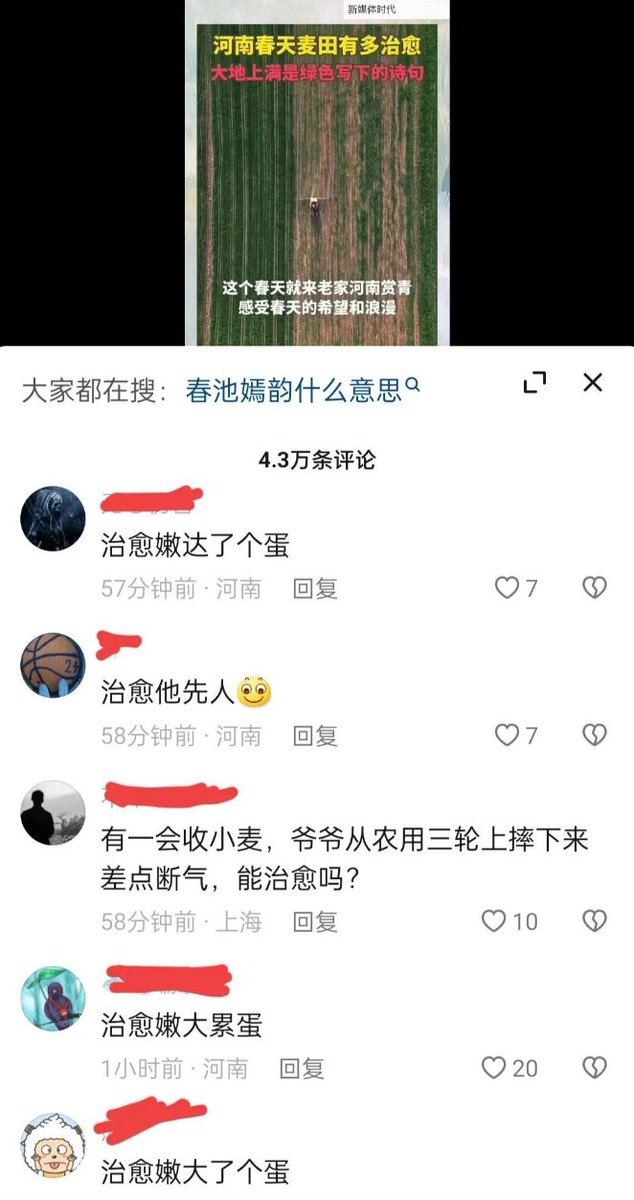 新媒体时代
河南春天麦田有多治愈
大地上满是绿色写下的诗句
这个春天就来老家河南赏青
感受春天的希望和浪漫
大家都在搜：春池嫣韵什么意思
4.3万条评论
治愈嫩达了个蛋
57分钟前 · 河南 回复 7
24
治愈他先人
58分钟前 · 河南 回复 7
有一会收小麦，爷爷从农用三轮上摔下来
差点断气，能治愈吗？
58分钟前 · 上海 回复 10
治愈嫩大累蛋
1小时前 · 河南 回复 20
治愈嫩大了个蛋